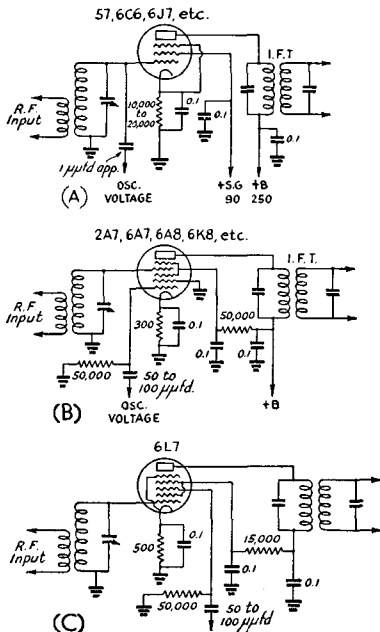 57, 6C6, 6J7, etc.
I.F.T.
R.F.
Input
10,000
to
20,000
0.1
0.1
0.1
1 μμfd app.
(A)
OSC.
VOLTAGE
+S.G
90
+B
250
2A7, 6A7, 6A8, 6K8, etc.
I.F.T.
R.F.
Input
300
0.1
50,000
0.1
0.1
50,000
50 to
100 μμfd.
(B)
OSC.
VOLTAGE
+B
6L7
R.F.
Input
500
0.1
15,000
0.1
0.1
50,000
50 to
100 μμfd
(C)